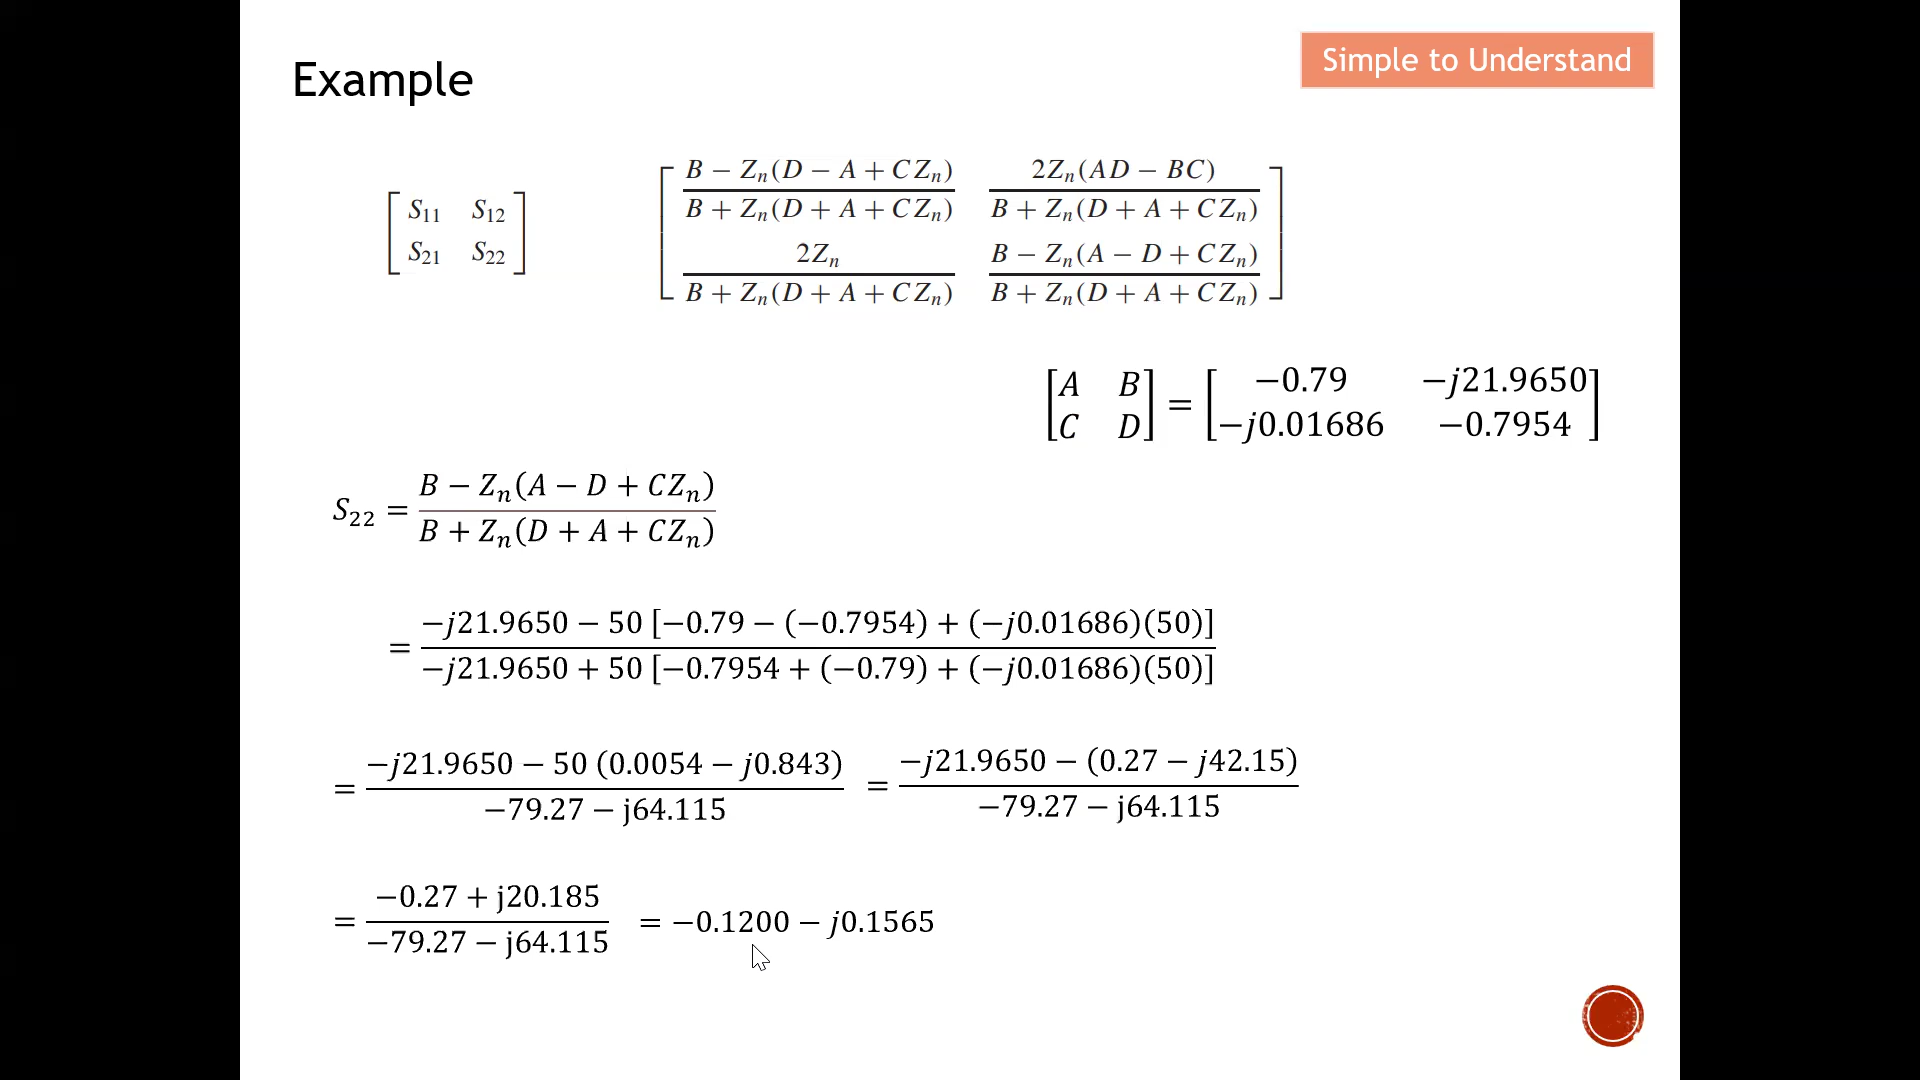 Simple to Understand
Example
[S₁₁ S₁₂
S₂₁ S₂₂]
[B − Zₙ(D − A + CZₙ) / B + Zₙ(D + A + CZₙ)  2Zₙ(AD − BC) / B + Zₙ(D + A + CZₙ)
2Zₙ / B + Zₙ(D + A + CZₙ)  B − Zₙ(A − D + CZₙ) / B + Zₙ(D + A + CZₙ)]
[A B
C D] = [−0.79 −j21.9650
−j0.01686 −0.7954]
S₂₂ = B − Zₙ(A − D + CZₙ) / B + Zₙ(D + A + CZₙ)
= −j21.9650 − 50 [−0.79 − (−0.7954) + (−j0.01686)(50)] / −j21.9650 + 50 [−0.7954 + (−0.79) + (−j0.01686)(50)]
= −j21.9650 − 50 (0.0054 − j0.843) / −79.27 − j64.115 = −j21.9650 − (0.27 − j42.15) / −79.27 − j64.115
= −0.27 + j20.185 / −79.27 − j64.115 = −0.1200 − j0.1565